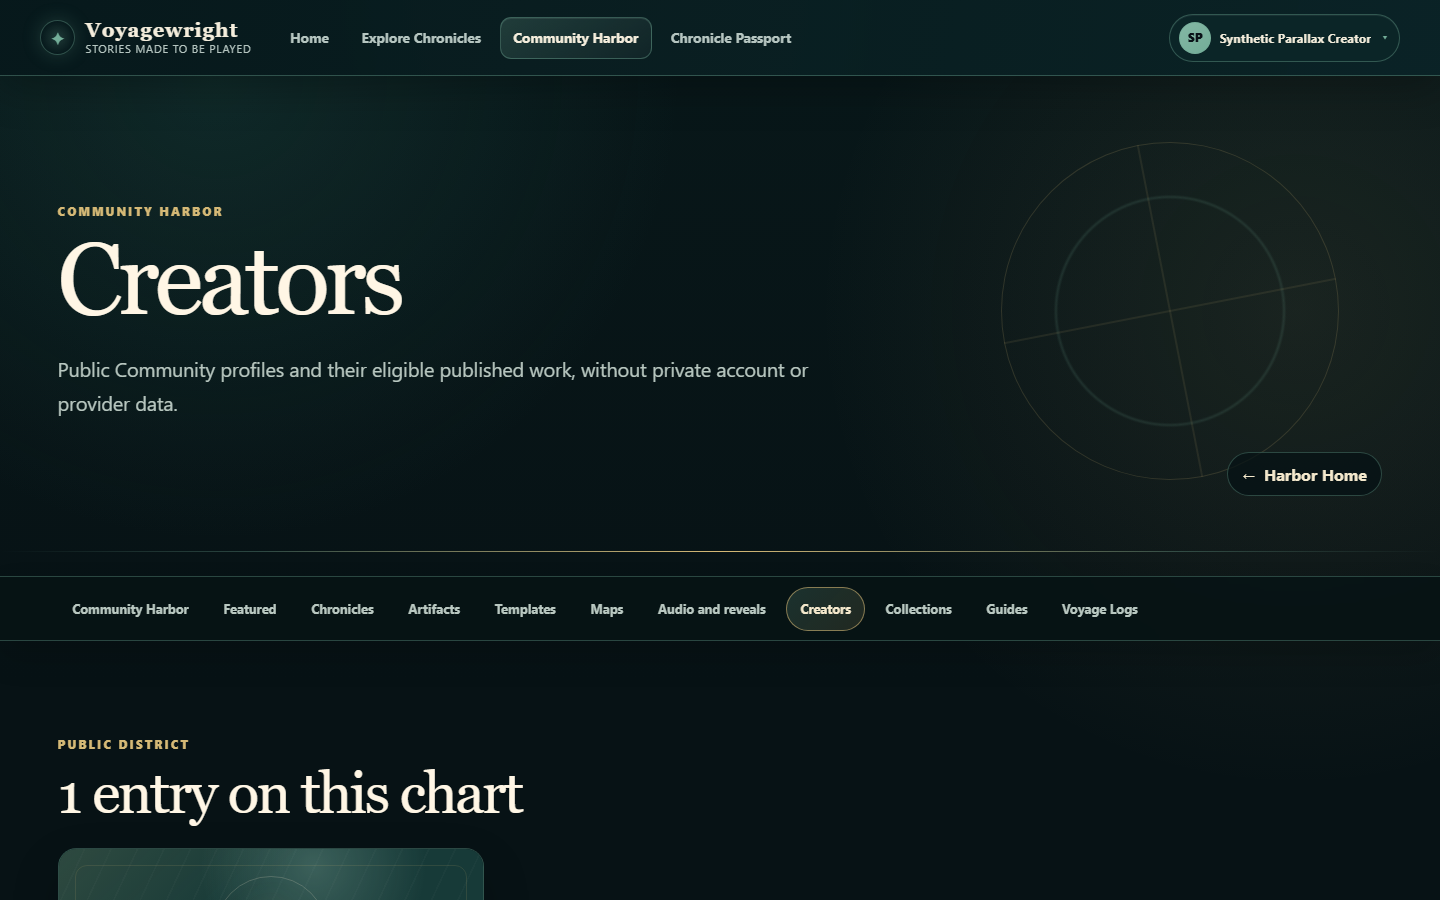 Voyagewright
STORIES MADE TO BE PLAYED
Home
Explore Chronicles
Community Harbor
Chronicle Passport
SP
Synthetic Parallax Creator
COMMUNITY HARBOR
Creators
Public Community profiles and their eligible published work, without private account or
provider data.
← Harbor Home
Community Harbor
Featured
Chronicles
Artifacts
Templates
Maps
Audio and reveals
Creators
Collections
Guides
Voyage Logs
PUBLIC DISTRICT
1 entry on this chart